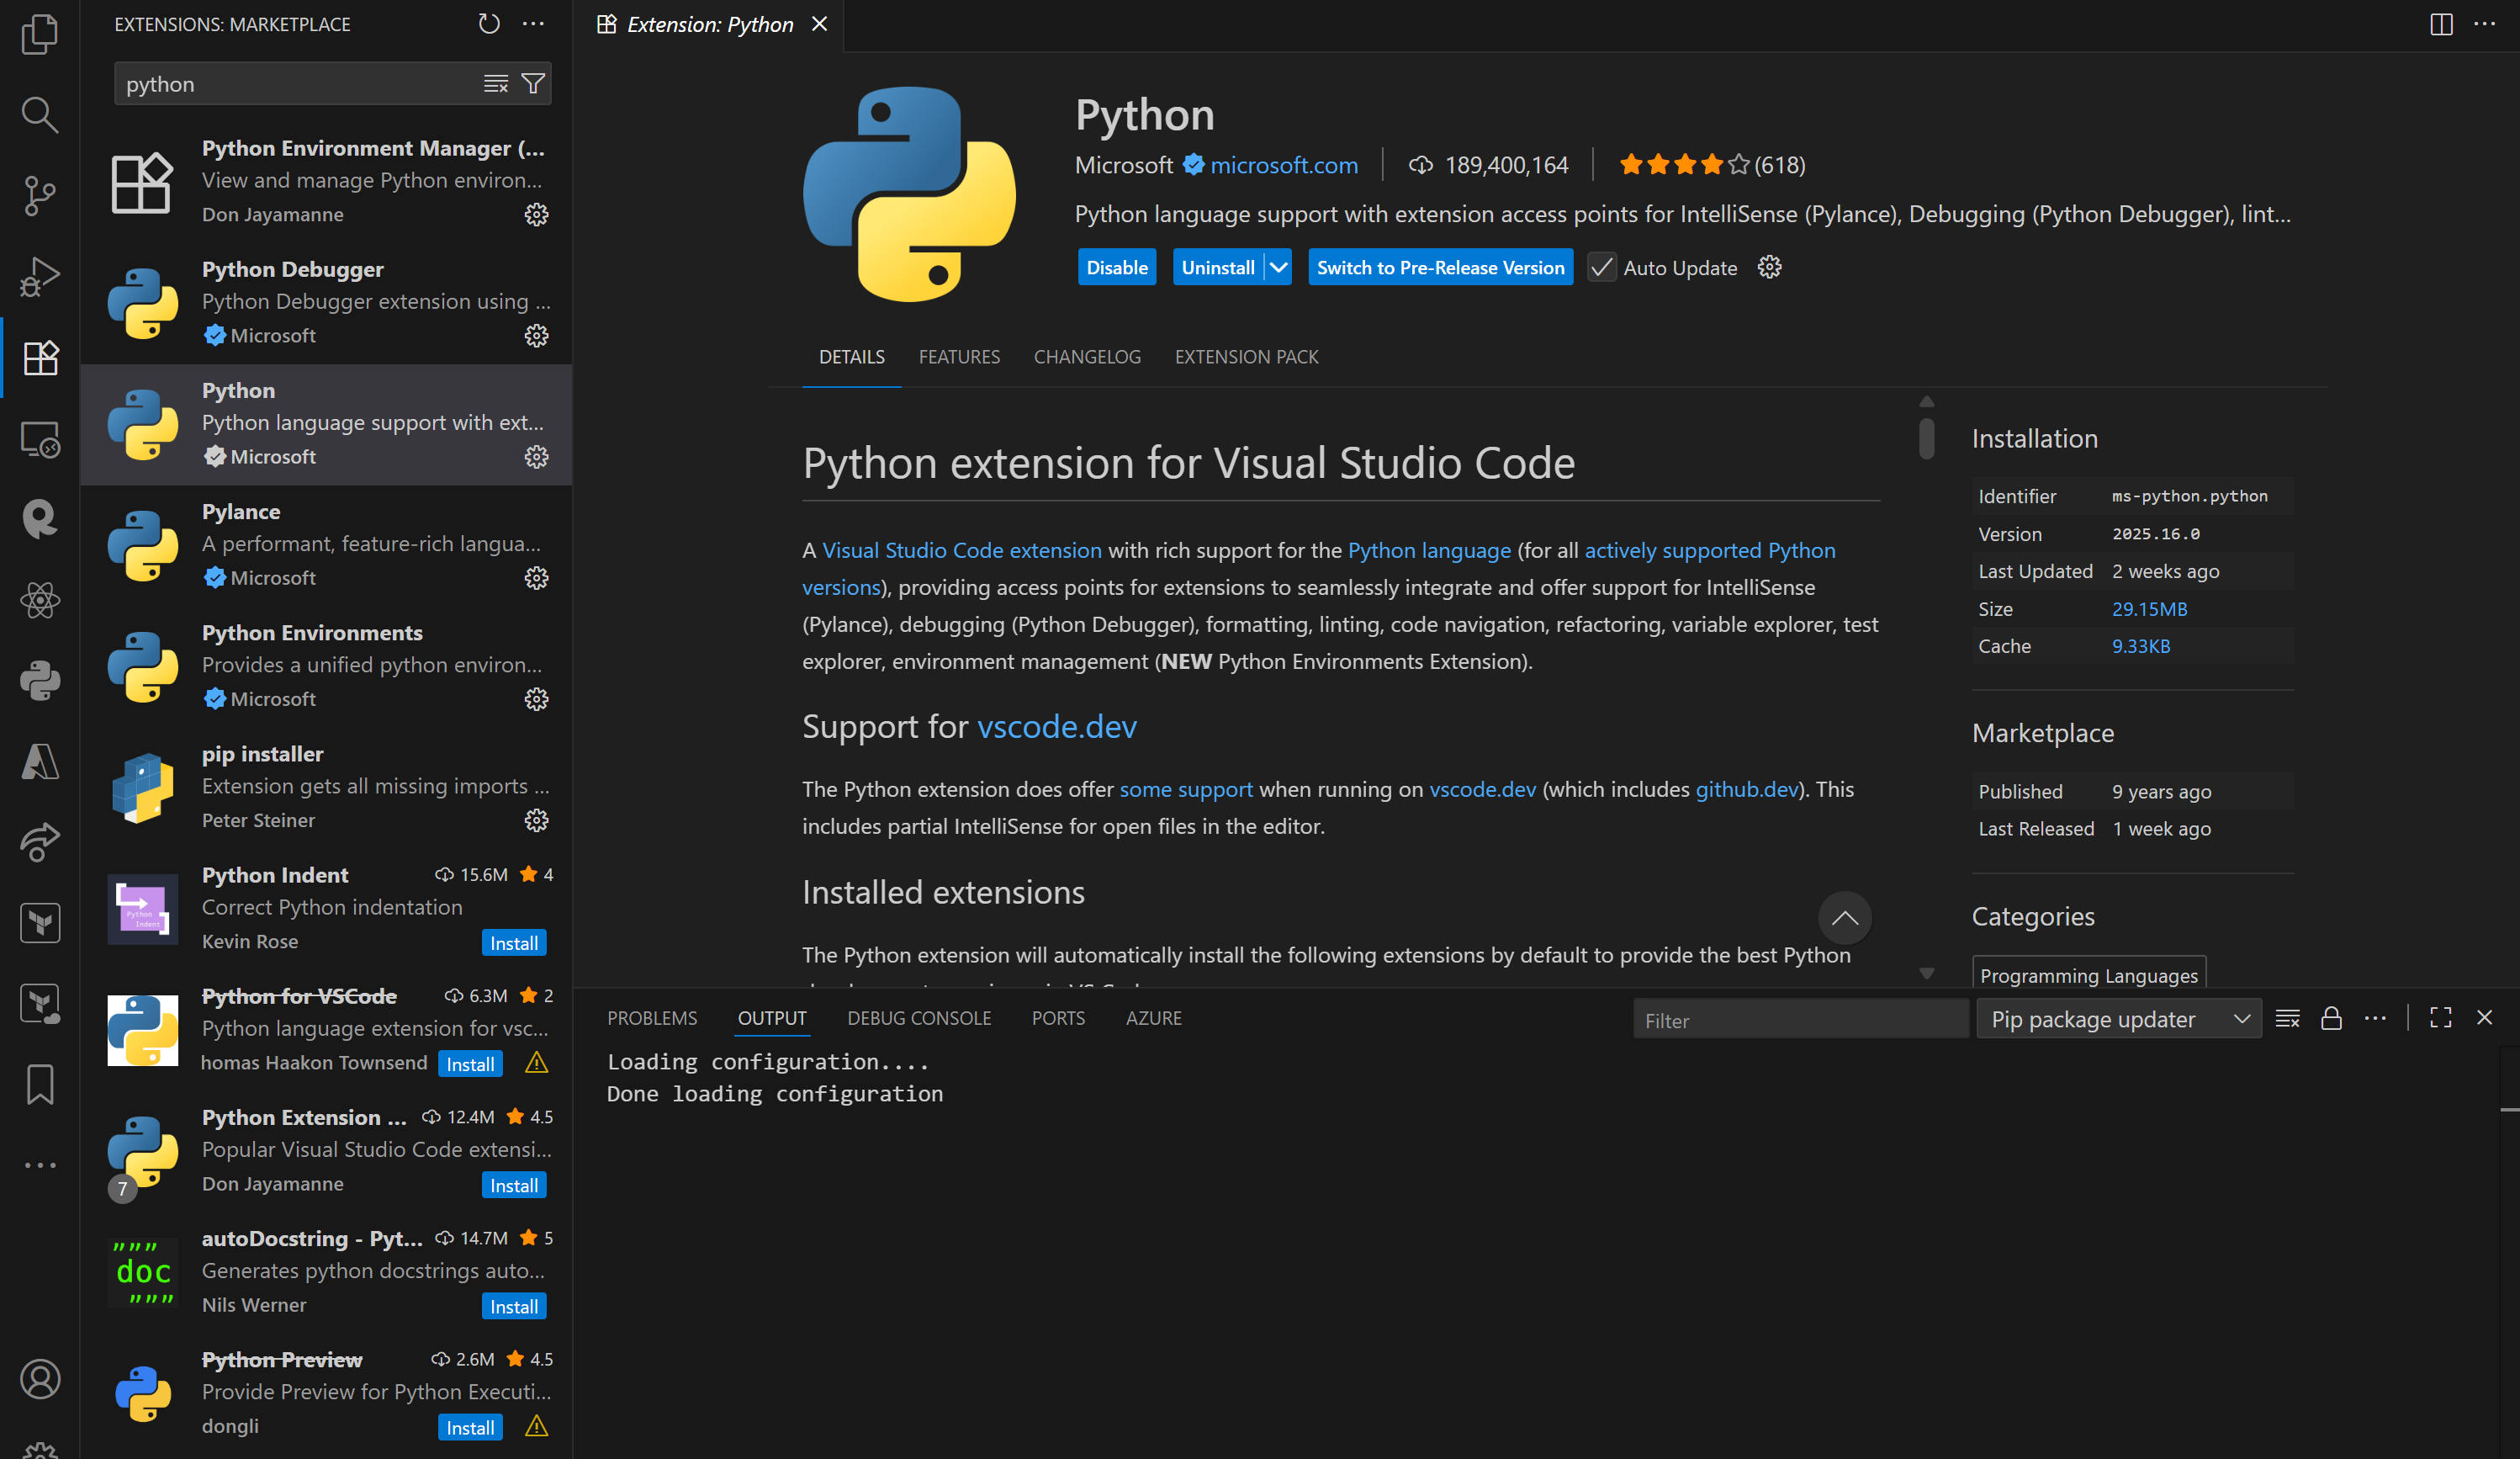 EXTENSIONS: MARKETPLACE
python
Python Environment Manager (...
View and manage Python environ...
Don Jayamanne
Python Debugger
Python Debugger extension using ...
Microsoft
Python
Python language support with ext...
Microsoft
Pylance
A performant, feature-rich langua...
Microsoft
Python Environments
Provides a unified python environ...
Microsoft
pip installer
Extension gets all missing imports ...
Peter Steiner
Python Indent 15.6M 4
Correct Python indentation
Kevin Rose Install
Python Indent
Python for VSCode 6.3M 2
Python language extension for vsc...
homas Haakon Townsend Install
Python Extension ... 12.4M 4.5
Popular Visual Studio Code extensi...
Don Jayamanne Install
7
autoDocstring - Pyt... 14.7M 5
Generates python docstrings auto...
Nils Werner Install
"""
doc
"""
Python Preview 2.6M 4.5
Provide Preview for Python Executi...
dongli Install
Extension: Python
Python
Microsoft microsoft.com 189,400,164 (618)
Python language support with extension access points for IntelliSense (Pylance), Debugging (Python Debugger), lint...
Disable Uninstall Switch to Pre-Release Version Auto Update
DETAILS FEATURES CHANGELOG EXTENSION PACK
Python extension for Visual Studio Code
A Visual Studio Code extension with rich support for the Python language (for all actively supported Python
versions), providing access points for extensions to seamlessly integrate and offer support for IntelliSense
(Pylance), debugging (Python Debugger), formatting, linting, code navigation, refactoring, variable explorer, test
explorer, environment management (NEW Python Environments Extension).
Support for vscode.dev
The Python extension does offer some support when running on vscode.dev (which includes github.dev). This
includes partial IntelliSense for open files in the editor.
Installed extensions
The Python extension will automatically install the following extensions by default to provide the best Python
Installation
Identifier ms-python.python
Version 2025.16.0
Last Updated 2 weeks ago
Size 29.15MB
Cache 9.33KB
Marketplace
Published 9 years ago
Last Released 1 week ago
Categories
Programming Languages
PROBLEMS OUTPUT DEBUG CONSOLE PORTS AZURE
Filter
Pip package updater
Loading configuration....
Done loading configuration